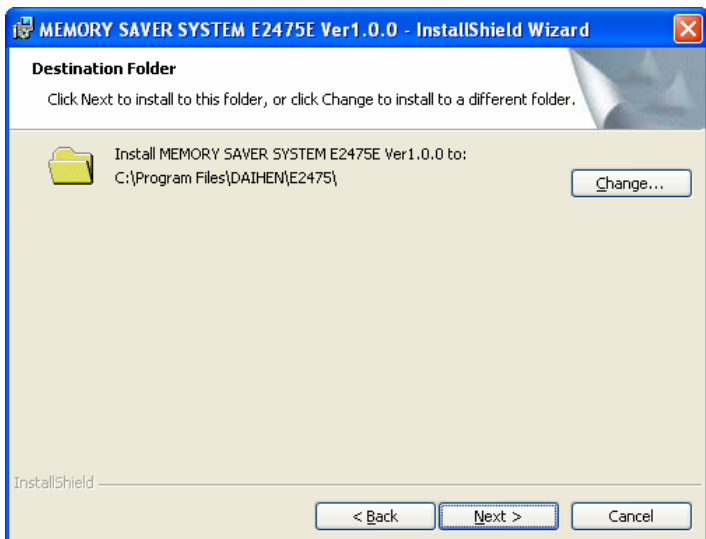 MEMORY SAVER SYSTEM E2475E Ver1.0.0 - InstallShield Wizard
Destination Folder
Click Next to install to this folder, or click Change to install to a different folder.
Install MEMORY SAVER SYSTEM E2475E Ver1.0.0 to:
C:\Program Files\DAIHEN\E2475\
Change...
InstallShield
< Back
Next >
Cancel